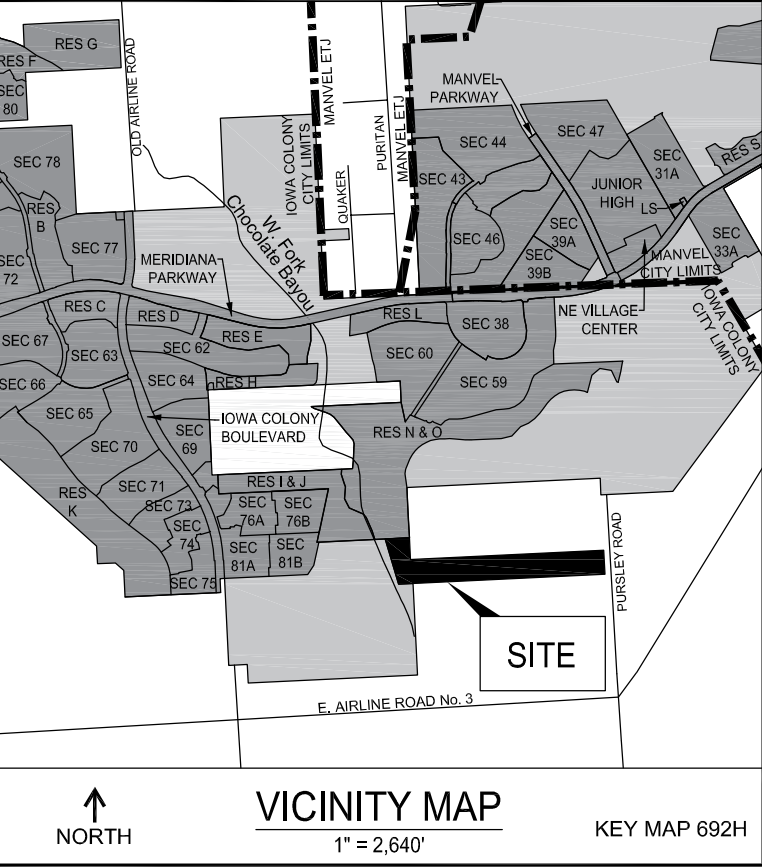 RES G
RES F
SEC
80
OLD AIRLINE ROAD
SEC 78
RES
B
SEC 77
SEC
72
MERIDIANA
PARKWAY
W. Fork
Chocolate Bayou
IOWA COLONY
CITY LIMITS
MANVEL ETJ
QUAKER
PURITAN
MANVEL ETJ
MANVEL
PARKWAY
SEC 44
SEC 47
SEC 43
SEC 46
SEC
39A
SEC
39B
JUNIOR
HIGH
LS
SEC
31A
RES S
SEC
33A
MANVEL
CITY LIMITS
IOWA COLONY
CITY LIMITS
NE VILLAGE
CENTER
RES C
RES D
RES E
RES L
SEC 38
SEC 67
SEC 63
SEC 62
SEC 60
SEC 66
SEC 64
RES H
SEC 59
SEC 65
IOWA COLONY
BOULEVARD
SEC
69
RES N & O
SEC 70
RES
K
SEC 71
SEC 73
SEC
74
SEC 75
RES I & J
SEC
76A
SEC
76B
SEC
81A
SEC
81B
PURSLEY ROAD
SITE
E. AIRLINE ROAD No. 3
NORTH
VICINITY MAP
1" = 2,640'
KEY MAP 692H